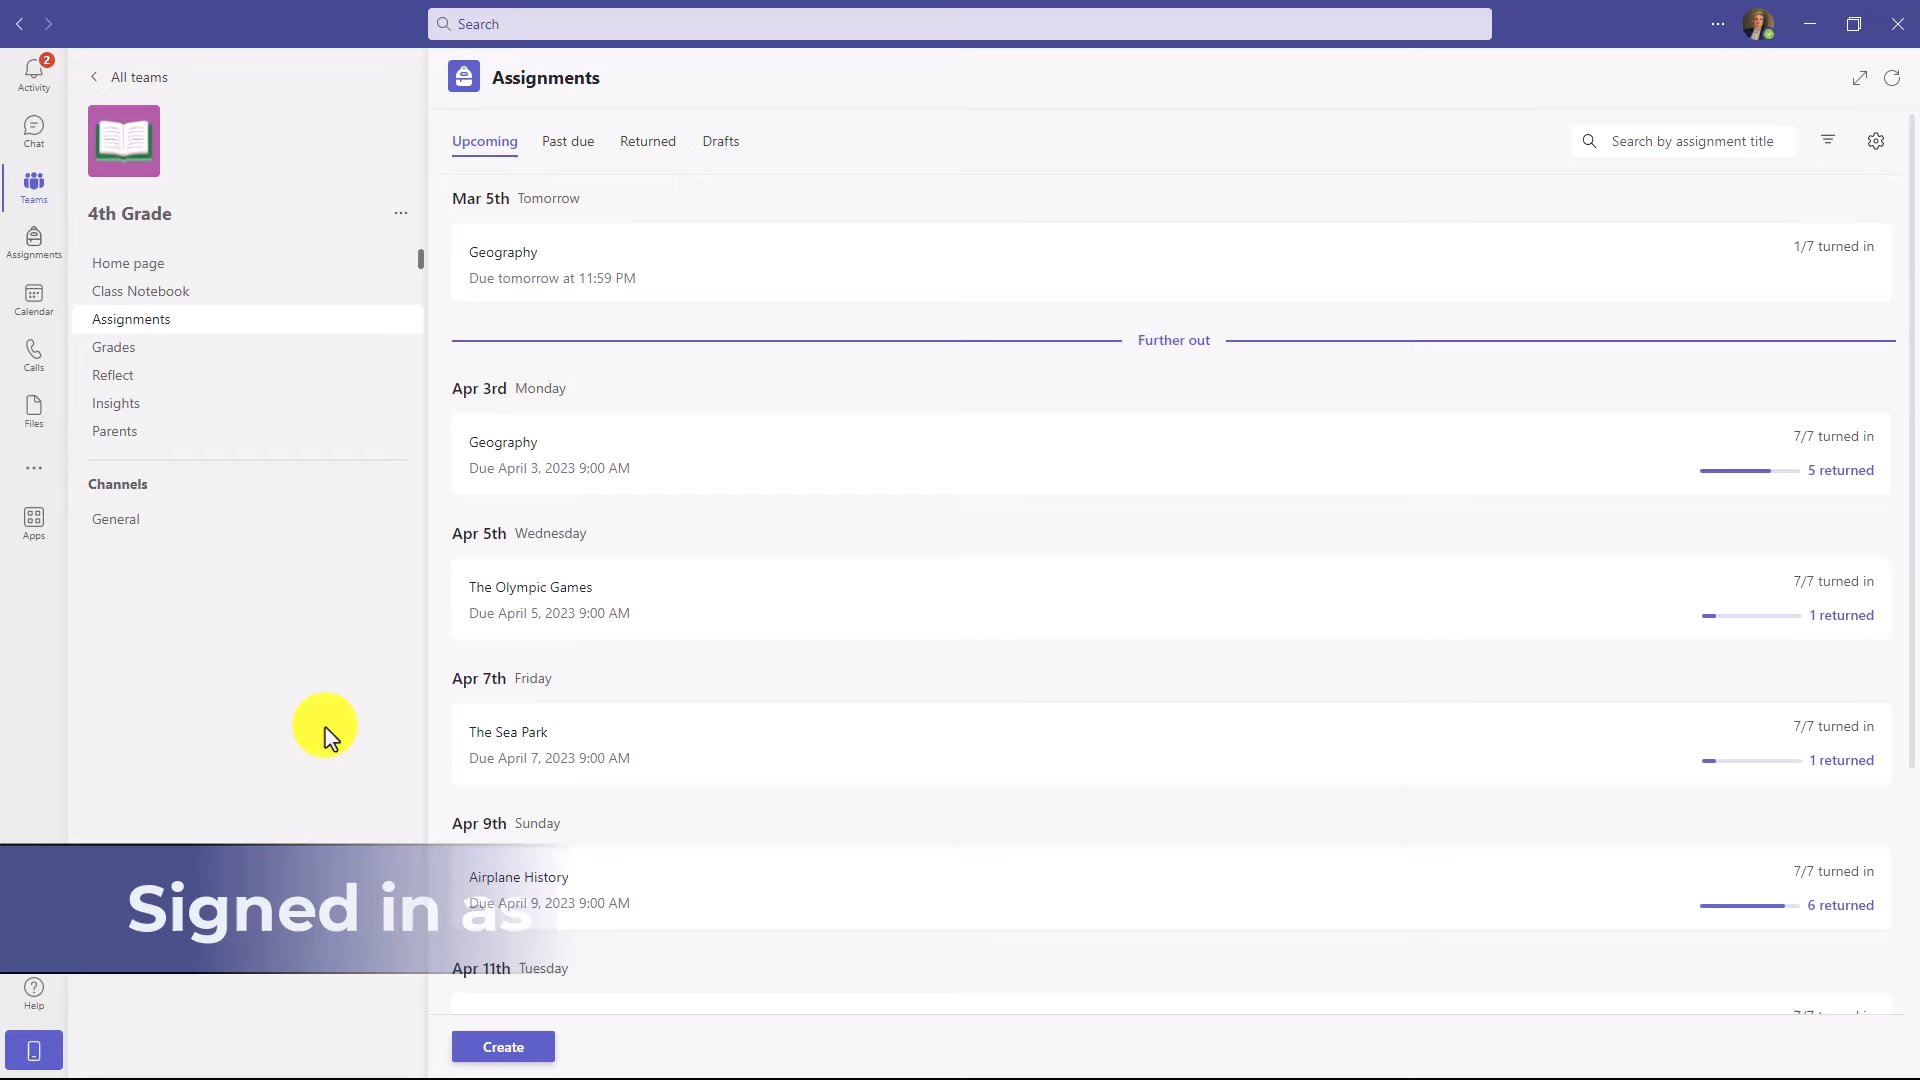 Search
2
Activity
Chat
Teams
Assignments
Calendar
Calls
Files
Apps
Help
All teams
4th Grade
Home page
Class Notebook
Assignments
Grades
Reflect
Insights
Parents
Channels
General
Assignments
Upcoming
Past due
Returned
Drafts
Search by assignment title
Mar 5th Tomorrow
Geography
1/7 turned in
Due tomorrow at 11:59 PM
Further out
Apr 3rd Monday
Geography
7/7 turned in
Due April 3, 2023 9:00 AM
5 returned
Apr 5th Wednesday
The Olympic Games
7/7 turned in
Due April 5, 2023 9:00 AM
1 returned
Apr 7th Friday
The Sea Park
7/7 turned in
Due April 7, 2023 9:00 AM
1 returned
Apr 9th Sunday
Airplane History
7/7 turned in
Due April 9, 2023 9:00 AM
6 returned
Signed in as
Apr 11th Tuesday
Create